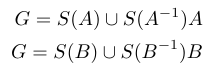 G = S(A) ∪ S(A⁻¹)A
G = S(B) ∪ S(B⁻¹)B